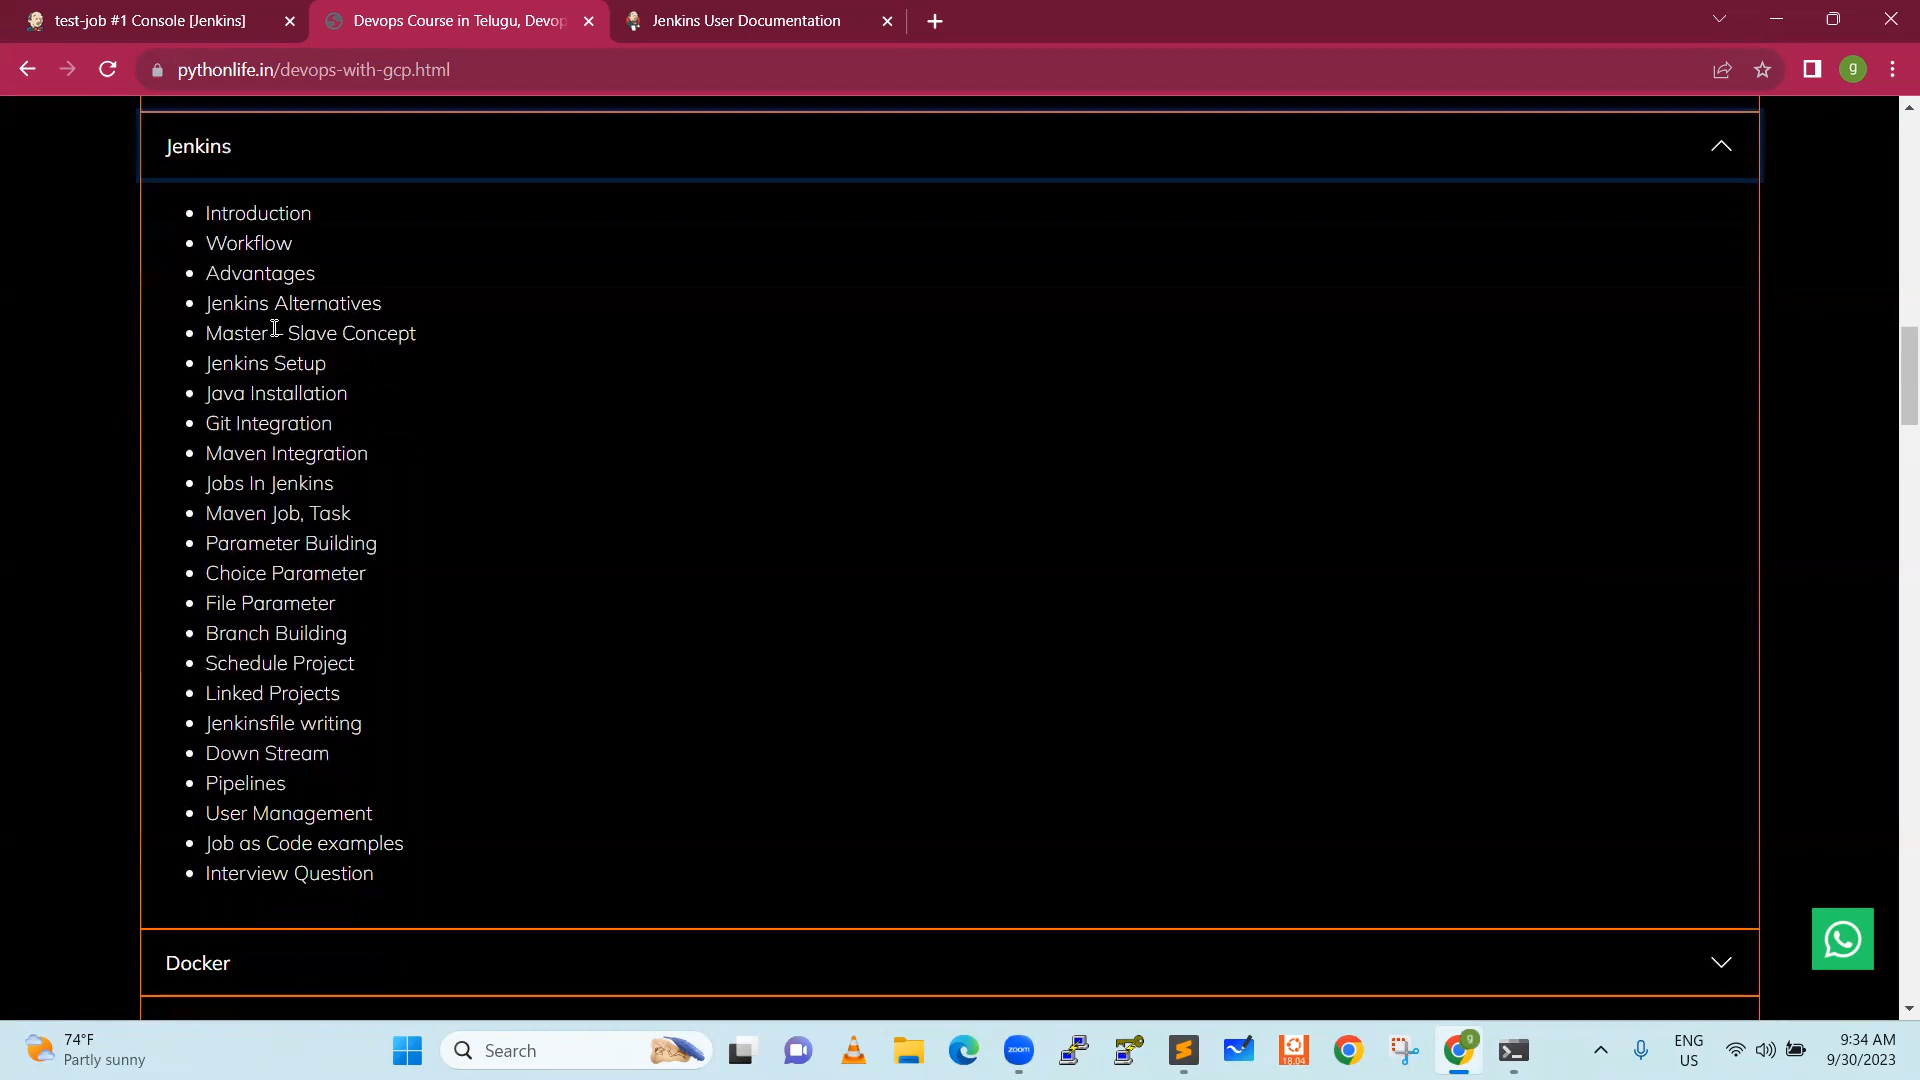 test-job #1 Console [Jenkins]
Devops Course in Telugu, Devop
Jenkins User Documentation
pythonlife.in/devops-with-gcp.html
g
Jenkins
• Introduction
• Workflow
• Advantages
• Jenkins Alternatives
• Master – Slave Concept
• Jenkins Setup
• Java Installation
• Git Integration
• Maven Integration
• Jobs In Jenkins
• Maven Job, Task
• Parameter Building
• Choice Parameter
• File Parameter
• Branch Building
• Schedule Project
• Linked Projects
• Jenkinsfile writing
• Down Stream
• Pipelines
• User Management
• Job as Code examples
• Interview Question
Docker
74°F
Partly sunny
Search
zoom
18.04
g
ENG
US
9:34 AM
9/30/2023